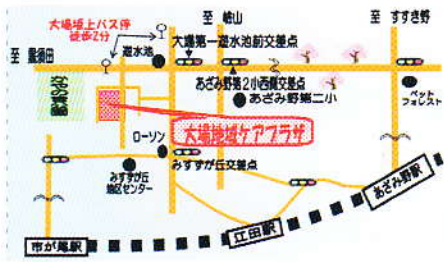 大場坂上バス停
徒歩2分
至
黒須田
遊水池
至
嶮山
大場第一遊水池前交差点
至
すすき野
あざみ野第2小西側交差点
あざみ野第二小
ペット
フォレスト
大場地域ケアプラザ
ローソン
みすずが丘交差点
みすずが丘
地区センター
市が尾駅
江田駅
あざみ野駅